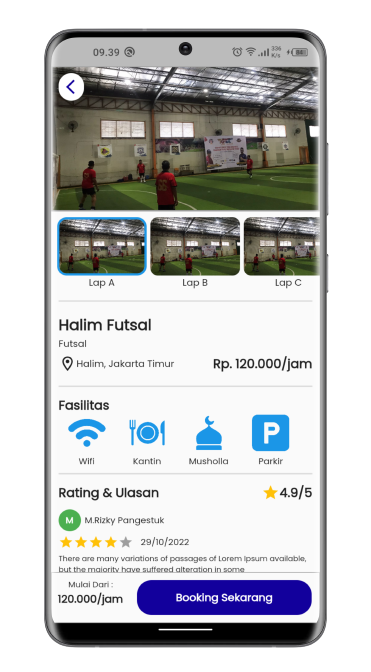 09.39
336
K/s
Lap A
Lap B
Lap C
Halim Futsal
Futsal
Halim, Jakarta Timur
Rp. 120.000/jam
Fasilitas
P
Wifi
Kantin
Musholla
Parkir
Rating & Ulasan
4.9/5
M
M.Rizky Pangestuk
29/10/2022
There are many variations of passages of Lorem Ipsum available,
but the majority have suffered alteration in some
Mulai Dari :
120.000/jam
Booking Sekarang